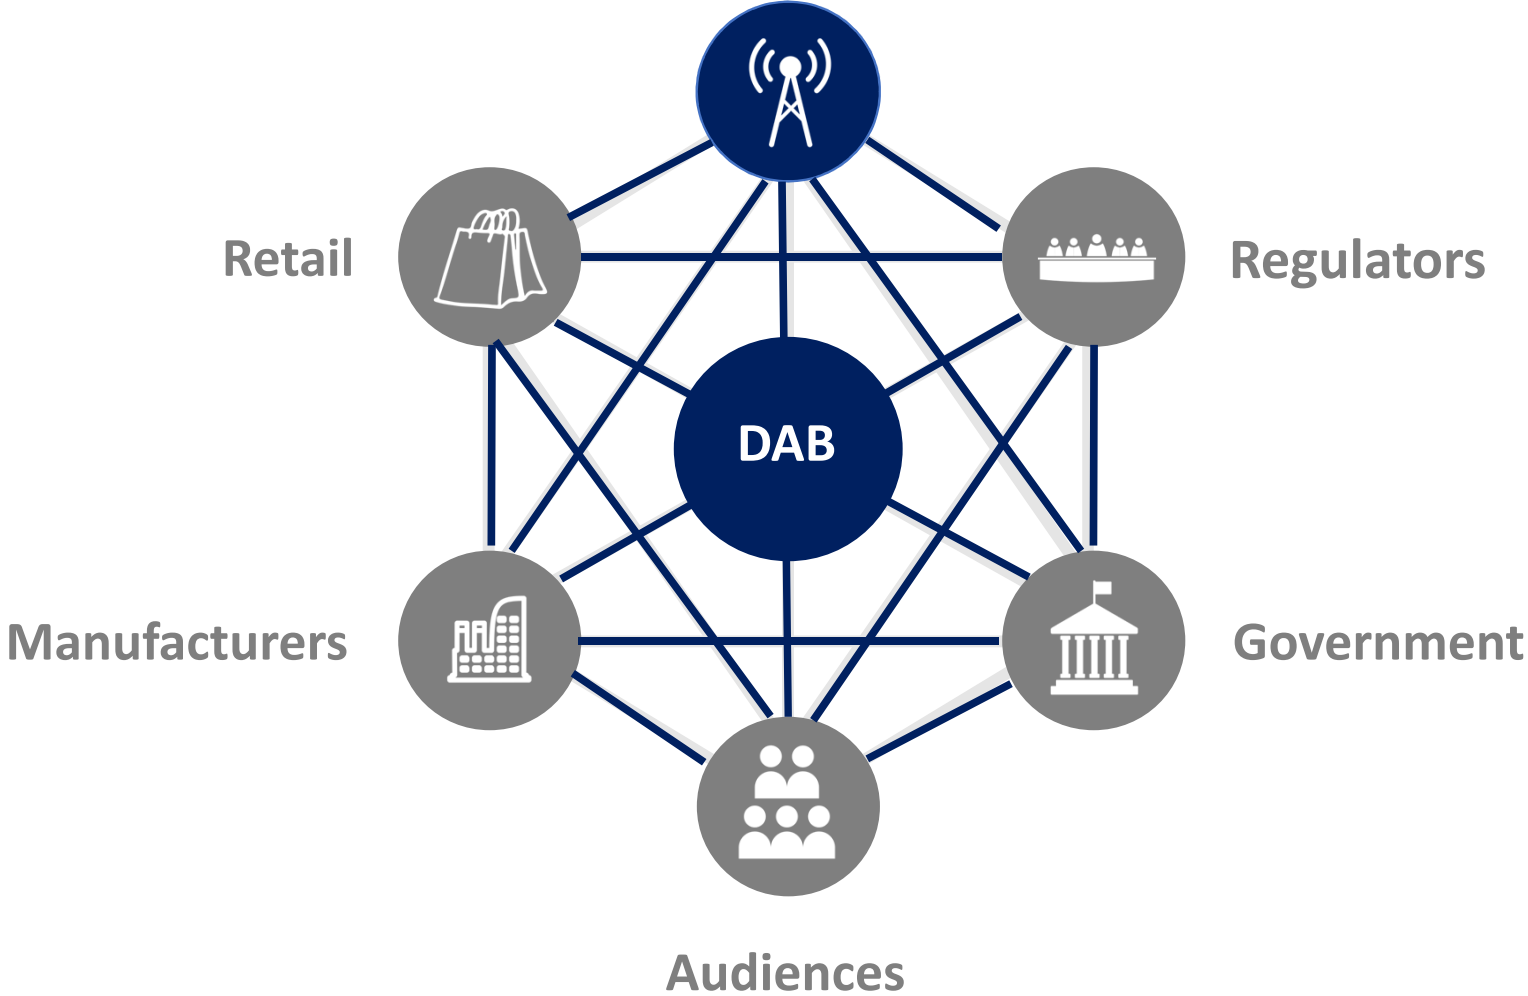 Retail
Regulators
DAB
Manufacturers
Government
Audiences